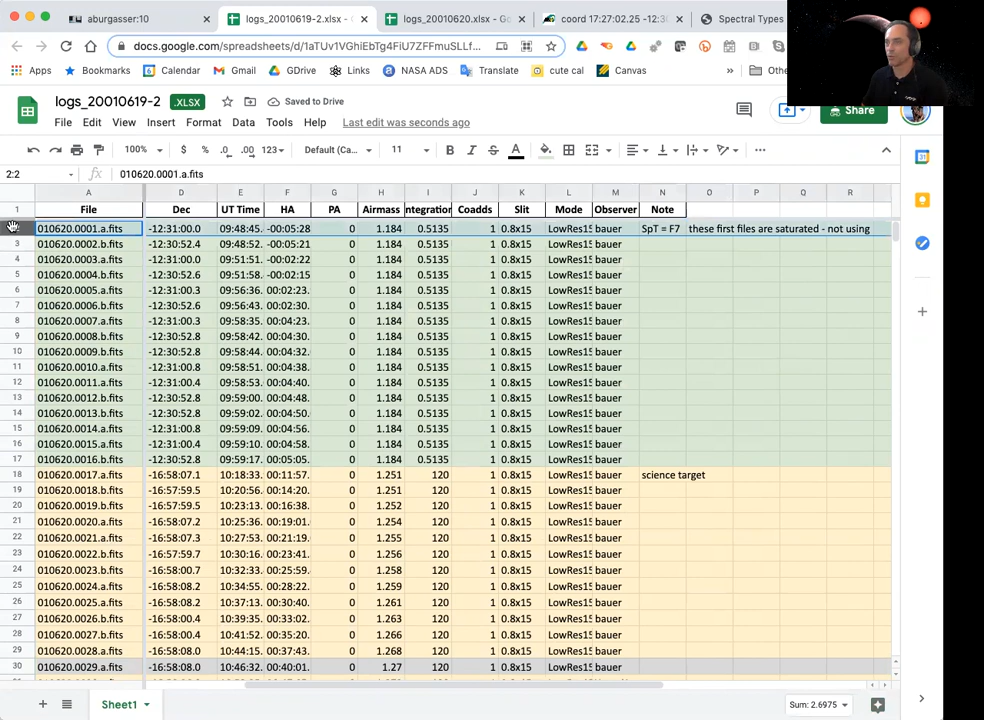 aburgasser:10
logs_20010619-2.xlsx - G
logs_20010620.xlsx - Go
coord 17:27:02.25 -12:3
Spectral Types
docs.google.com/spreadsheets/d/1aTUv1VGhiEbTg4FiU7ZFFmuSLLf...
Apps Bookmarks Calendar Gmail GDrive Links NASA ADS Translate cute cal Canvas » Oth
logs_20010619-2 .XLSX Saved to Drive
Share
File Edit View Insert Format Data Tools Help Last edit was seconds ago
100% $ % .0 .00 123 Default (Ca... 11 B I S A
2:2 fx 010620.0001.a.fits
A D E F G H I J K L M N O P Q R
1 File Dec UT Time HA PA Airmass ntegration Coadds Slit Mode Observer Note
010620.0001.a.fits -12:31:00.0 09:48:45. -00:05:28 0 1.184 0.5135 1 0.8x15 LowRes15 bauer SpT = F7 these first files are saturated - not using
3 010620.0002.b.fits -12:30:52.4 09:48:52. -00:05:21 0 1.184 0.5135 1 0.8x15 LowRes15 bauer
4 010620.0003.a.fits -12:31:00.3 09:51:51. -00:02:22 0 1.184 0.5135 1 0.8x15 LowRes15 bauer
5 010620.0004.b.fits -12:30:52.6 09:51:58. -00:02:15 0 1.184 0.5135 1 0.8x15 LowRes15 bauer
6 010620.0005.a.fits -12:31:00.3 09:56:36. 00:02:23. 0 1.184 0.5135 1 0.8x15 LowRes15 bauer
7 010620.0006.b.fits -12:30:52.6 09:56:43. 00:02:30. 0 1.184 0.5135 1 0.8x15 LowRes15 bauer
8 010620.0007.a.fits -12:31:00.3 09:58:35. 00:04:23. 0 1.184 0.5135 1 0.8x15 LowRes15 bauer
9 010620.0008.b.fits -12:30:52.8 09:58:42. 00:04:30. 0 1.184 0.5135 1 0.8x15 LowRes15 bauer
10 010620.0009.b.fits -12:30:52.8 09:58:44. 00:04:32. 0 1.184 0.5135 1 0.8x15 LowRes15 bauer
11 010620.0010.a.fits -12:31:00.4 09:58:51. 00:04:38. 0 1.184 0.5135 1 0.8x15 LowRes15 bauer
12 010620.0011.a.fits -12:31:00.4 09:58:53. 00:04:40. 0 1.184 0.5135 1 0.8x15 LowRes15 bauer
13 010620.0012.b.fits -12:30:52.8 09:59:00. 00:04:48. 0 1.184 0.5135 1 0.8x15 LowRes15 bauer
14 010620.0013.b.fits -12:30:52.8 09:59:02. 00:04:50. 0 1.184 0.5135 1 0.8x15 LowRes15 bauer
15 010620.0014.a.fits -12:31:00.8 09:59:09. 00:04:56. 0 1.184 0.5135 1 0.8x15 LowRes15 bauer
16 010620.0015.a.fits -12:31:00.4 09:59:10. 00:04:58. 0 1.184 0.5135 1 0.8x15 LowRes15 bauer
17 010620.0016.b.fits -12:30:52.8 09:59:17. 00:05:05. 0 1.184 0.5135 1 0.8x15 LowRes15 bauer
18 010620.0017.a.fits -16:58:07.1 10:18:33. 00:11:57. 0 1.251 120 1 0.8x15 LowRes15 bauer science target
19 010620.0018.b.fits -16:57:59.5 10:20:56. 00:14:20. 0 1.251 120 1 0.8x15 LowRes15 bauer
20 010620.0019.b.fits -16:57:59.5 10:23:13. 00:16:38. 0 1.252 120 1 0.8x15 LowRes15 bauer
21 010620.0020.a.fits -16:58:07.2 10:25:36. 00:19:01. 0 1.254 120 1 0.8x15 LowRes15 bauer
22 010620.0021.a.fits -16:58:07.3 10:27:53. 00:21:19. 0 1.255 120 1 0.8x15 LowRes15 bauer
23 010620.0022.b.fits -16:57:59.7 10:30:16. 00:23:41. 0 1.256 120 1 0.8x15 LowRes15 bauer
24 010620.0023.b.fits -16:58:00.7 10:32:33. 00:25:59. 0 1.258 120 1 0.8x15 LowRes15 bauer
25 010620.0024.a.fits -16:58:08.2 10:34:55. 00:28:22. 0 1.259 120 1 0.8x15 LowRes15 bauer
26 010620.0025.a.fits -16:58:08.2 10:37:13. 00:30:40. 0 1.261 120 1 0.8x15 LowRes15 bauer
27 010620.0026.b.fits -16:58:00.4 10:39:35. 00:33:02. 0 1.263 120 1 0.8x15 LowRes15 bauer
28 010620.0027.b.fits -16:58:00.4 10:41:52. 00:35:20. 0 1.266 120 1 0.8x15 LowRes15 bauer
29 010620.0028.a.fits -16:58:08.0 10:44:15. 00:37:43. 0 1.268 120 1 0.8x15 LowRes15 bauer
30 010620.0029.a.fits -16:58:08.0 10:46:32. 00:40:01. 0 1.27 120 1 0.8x15 LowRes15 bauer
Sheet1 Sum: 2.6975